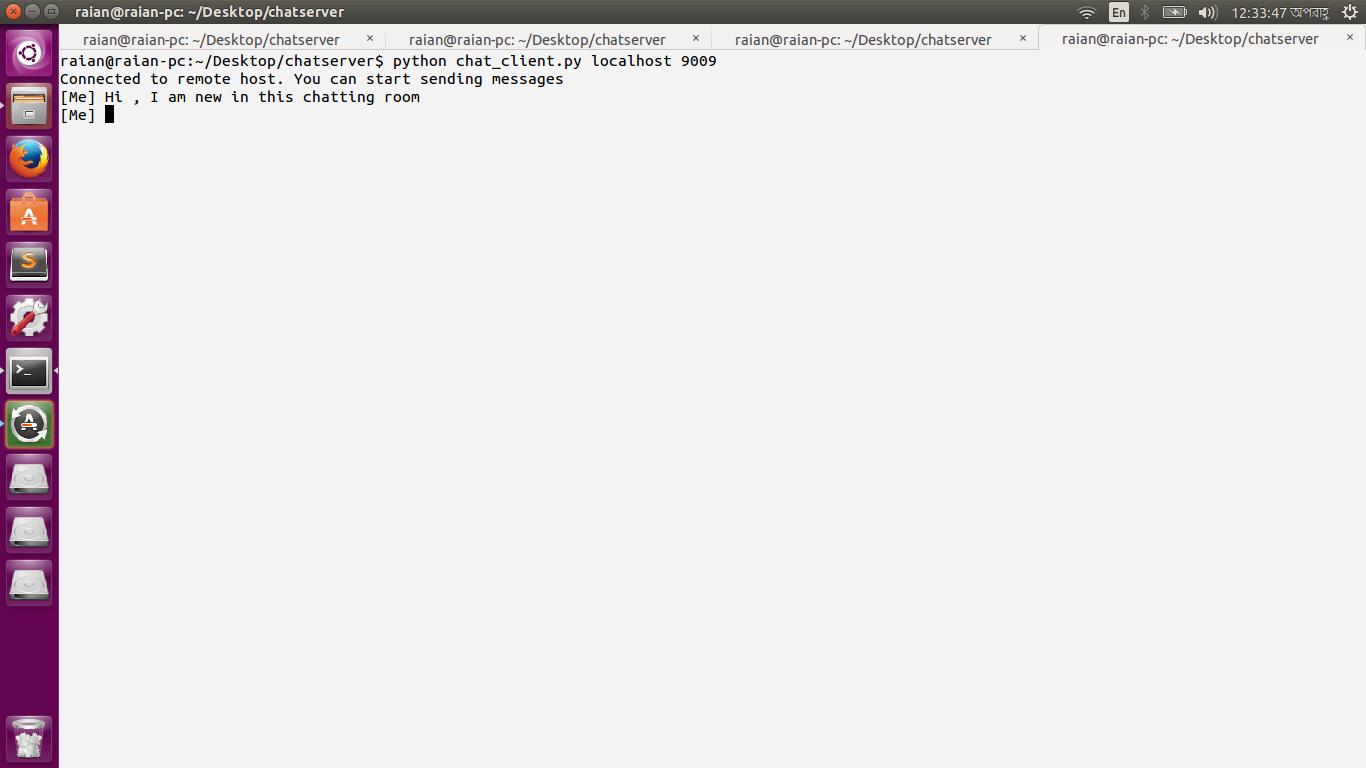 raian@raian-pc: ~/Desktop/chatserver
En
12:33:47 অপরাহ্ণ
raian@raian-pc: ~/Desktop/chatserver × raian@raian-pc: ~/Desktop/chatserver × raian@raian-pc: ~/Desktop/chatserver × raian@raian-pc: ~/Desktop/chatserver ×
raian@raian-pc:~/Desktop/chatserver$ python chat_client.py localhost 9009
Connected to remote host. You can start sending messages
[Me] Hi , I am new in this chatting room
[Me]